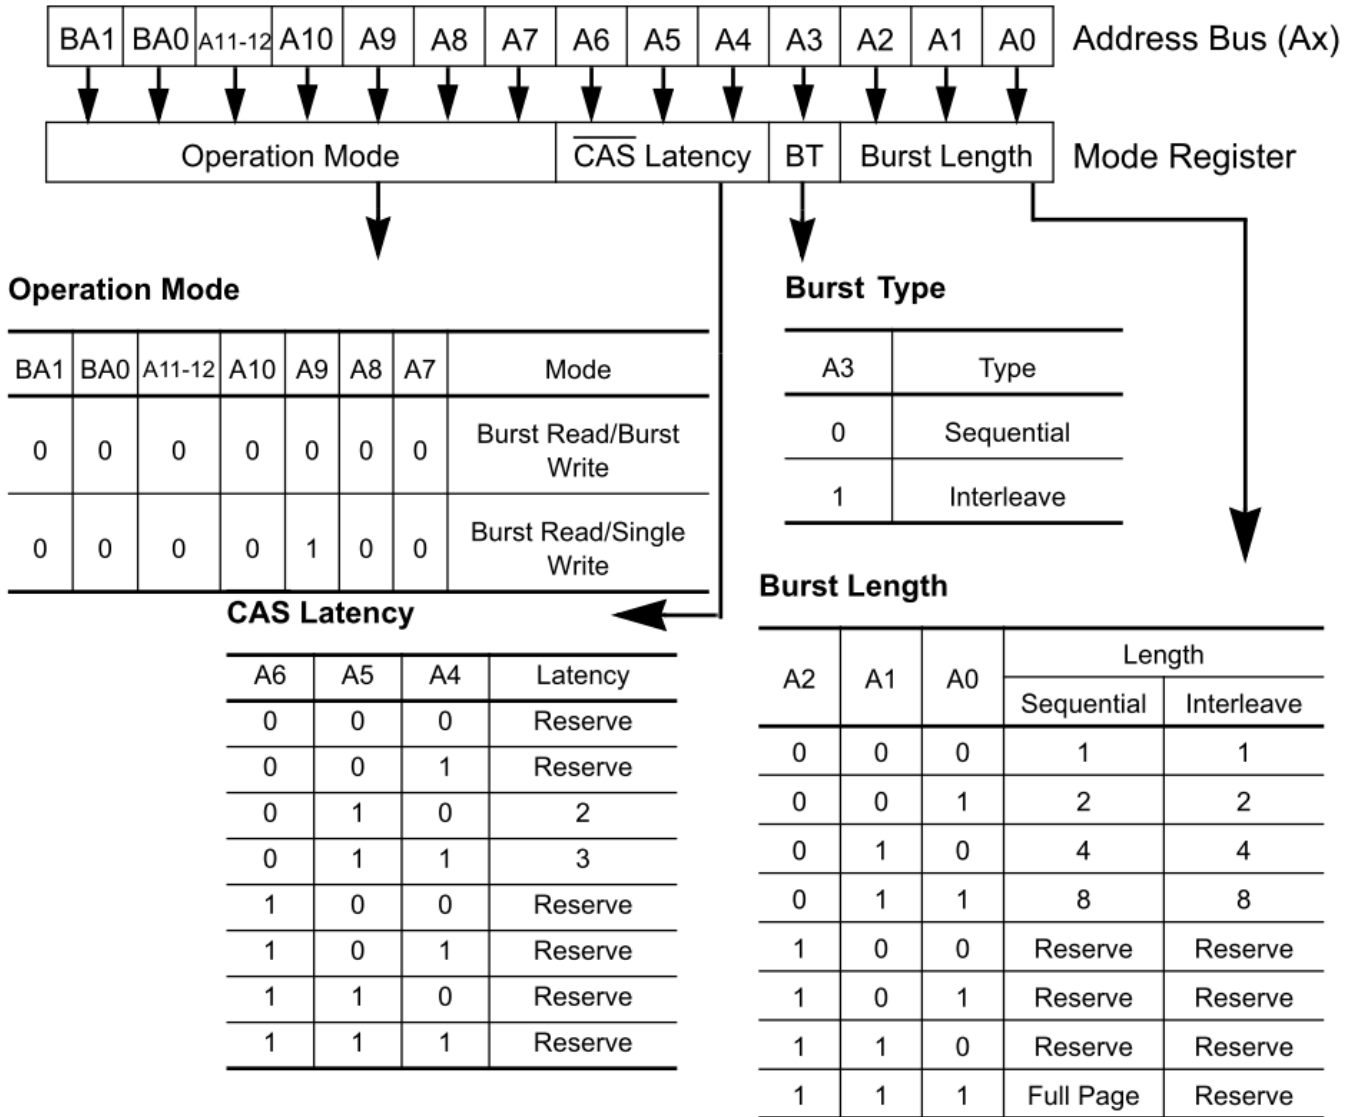 BA1 BA0 A11-12 A10 A9 A8 A7 A6 A5 A4 A3 A2 A1 A0 Address Bus (Ax)
Operation Mode CAS Latency BT Burst Length Mode Register
Operation Mode
BA1 BA0 A11-12 A10 A9 A8 A7 Mode
0 0 0 0 0 0 0 Burst Read/Burst
Write
0 0 0 0 1 0 0 Burst Read/Single
Write
Burst Type
A3 Type
0 Sequential
1 Interleave
CAS Latency
A6 A5 A4 Latency
0 0 0 Reserve
0 0 1 Reserve
0 1 0 2
0 1 1 3
1 0 0 Reserve
1 0 1 Reserve
1 1 0 Reserve
1 1 1 Reserve
Burst Length
A2 A1 A0 Length
Sequential Interleave
0 0 0 1 1
0 0 1 2 2
0 1 0 4 4
0 1 1 8 8
1 0 0 Reserve Reserve
1 0 1 Reserve Reserve
1 1 0 Reserve Reserve
1 1 1 Full Page Reserve